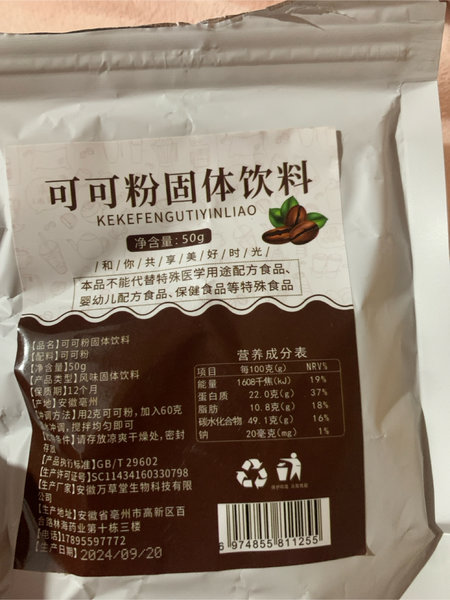 可可粉固体饮料
KEKEFENGUTIYINLIAO
净含量: 50g
/和/你/共/享/美/好/时/光/
本品不能代替特殊医学用途配方食品、
婴幼儿配方食品、保健食品等特殊食品
【品名】可可粉固体饮料
【配料】可可粉
【净含量】50g
【产品类型】风味固体饮料
【保质期】12个月
【产地】安徽亳州
冲调方法: 用2克可可粉,加入60克
水冲调,搅拌均匀即可
条件: 请存放凉爽干燥处,密封
存放
【产品执行标准】GB/T 29602
【生产许可证号】SC11434160330798
【生产厂家】安徽万草堂生物科技有限
公司
【生产地址】安徽省亳州市高新区百
合路林海药业第十栋三楼
【电话】17895597772
【生产日期】2024/09/20
营养成分表
项目 每100克(g) NRV%
能量 1608千焦(kJ) 19%
蛋白质 22.0克(g) 37%
脂肪 10.8克(g) 18%
碳水化合物 49.1克(g) 16%
钠 20毫克(mg) 1%
6 974855 811255